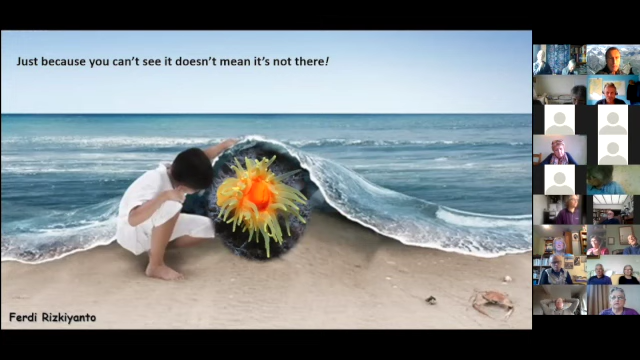 Just because you can't see it doesn't mean it's not there!
Ferdi Rizkiyanto